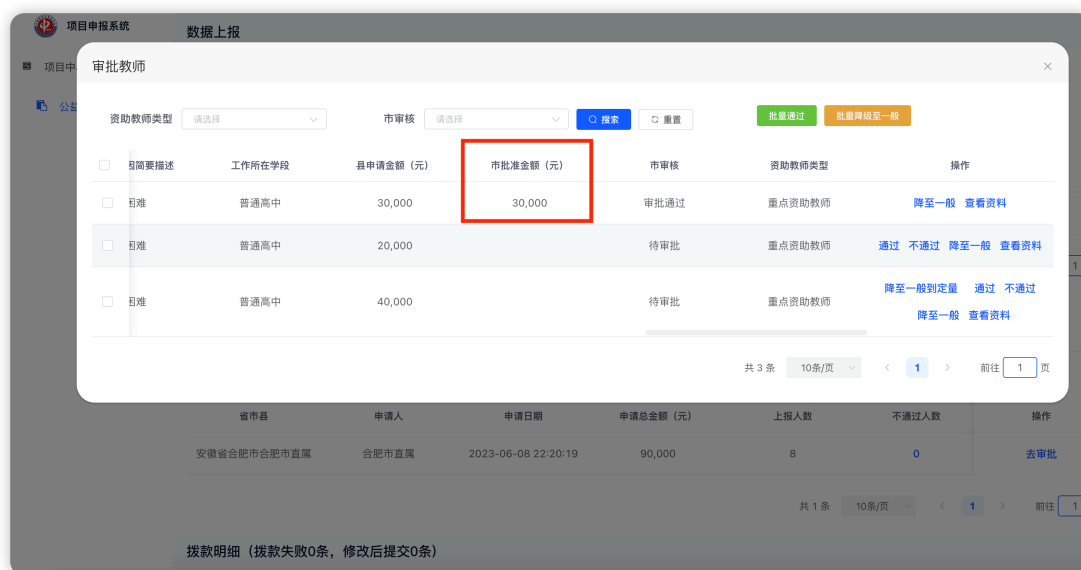 项目申报系统
数据上报
项目中
公益
审批教师
资助教师类型 请选择 市审核 请选择 搜索 重置 批量通过 批量降级至一般
因简要描述 工作所在学段 县申请金额（元） 市批准金额（元） 市审核 资助教师类型 操作
困难 普通高中 30,000 30,000 审批通过 重点资助教师 降至一般 查看资料
困难 普通高中 20,000 待审批 重点资助教师 通过 不通过 降至一般 查看资料
困难 普通高中 40,000 待审批 重点资助教师 降至一般到定量 通过 不通过
降至一般 查看资料
共 3 条 10条/页 1 前往 1 页
省市县 申请人 申请日期 申请总金额（元） 上报人数 不通过人数 操作
安徽省合肥市合肥市直属 合肥市直属 2023-06-08 22:20:19 90,000 8 0 去审批
共 1 条 10条/页 1 前往 1
拨款明细（拨款失败0条，修改后提交0条）